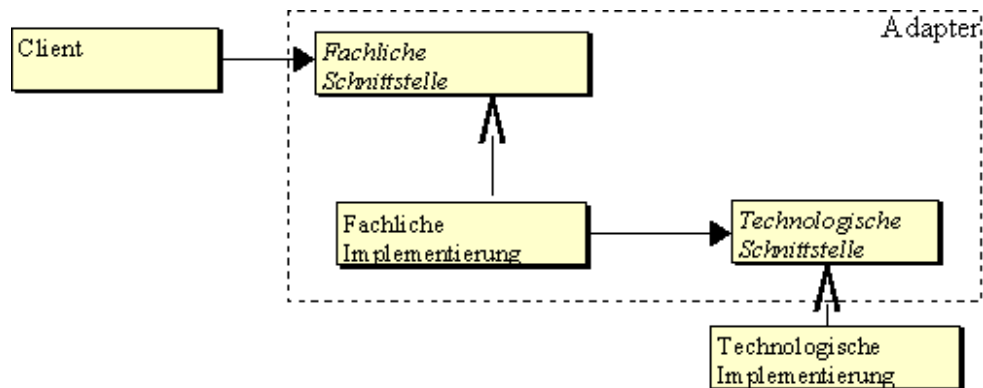 Adapter
Client
Fachliche
Schnittstelle
Fachliche
Implementierung
Technologische
Schnittstelle
Technologische
Implementierung